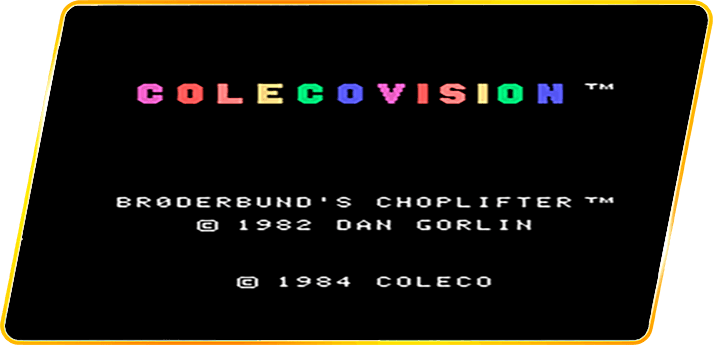 COLECOVISION™
BRØDERBUND'S CHOPLIFTER™
© 1982 DAN GORLIN
© 1984 COLECO